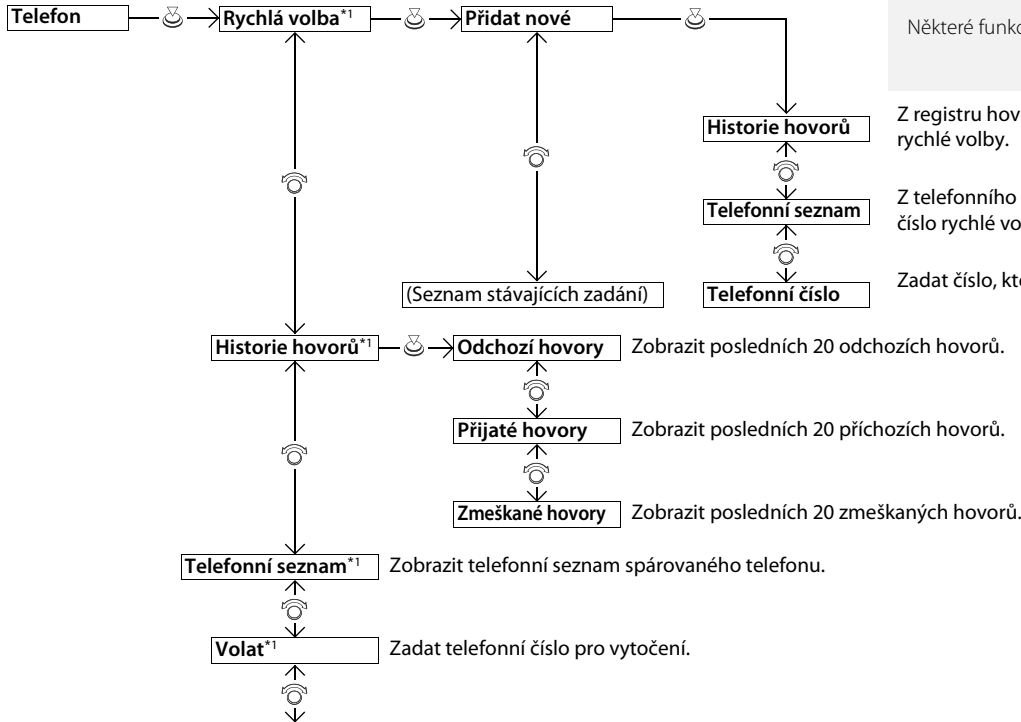 Telefon
Rychlá volba*1
Přidat nové
Některé funkc
Historie hovorů
Z registru hov
rychlé volby.
Telefonní seznam
Z telefonního
číslo rychlé vo
(Seznam stávajících zadání)
Telefonní číslo
Zadat číslo, kte
Historie hovorů*1
Odchozí hovory
Zobrazit posledních 20 odchozích hovorů.
Přijaté hovory
Zobrazit posledních 20 příchozích hovorů.
Zmeškané hovory
Zobrazit posledních 20 zmeškaných hovorů.
Telefonní seznam*1
Zobrazit telefonní seznam spárovaného telefonu.
Volat*1
Zadat telefonní číslo pro vytočení.